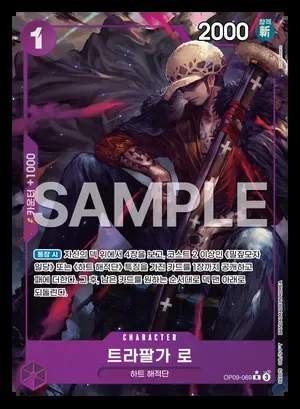 1
2000
참격
斬
카운터 +1000
SAMPLE
등장 시 자신의 덱 위에서 4장을 보고, 코스트 2 이상인 《밀짚모자
일당》 또는 《하트 해적단》 특징을 가진 카드를 1장까지 공개하고
패에 더한다. 그 후, 남은 카드를 원하는 순서대로 덱 맨 아래로
되돌린다.
CHARACTER
트라팔가 로
하트 해적단
OP09-069 R
3